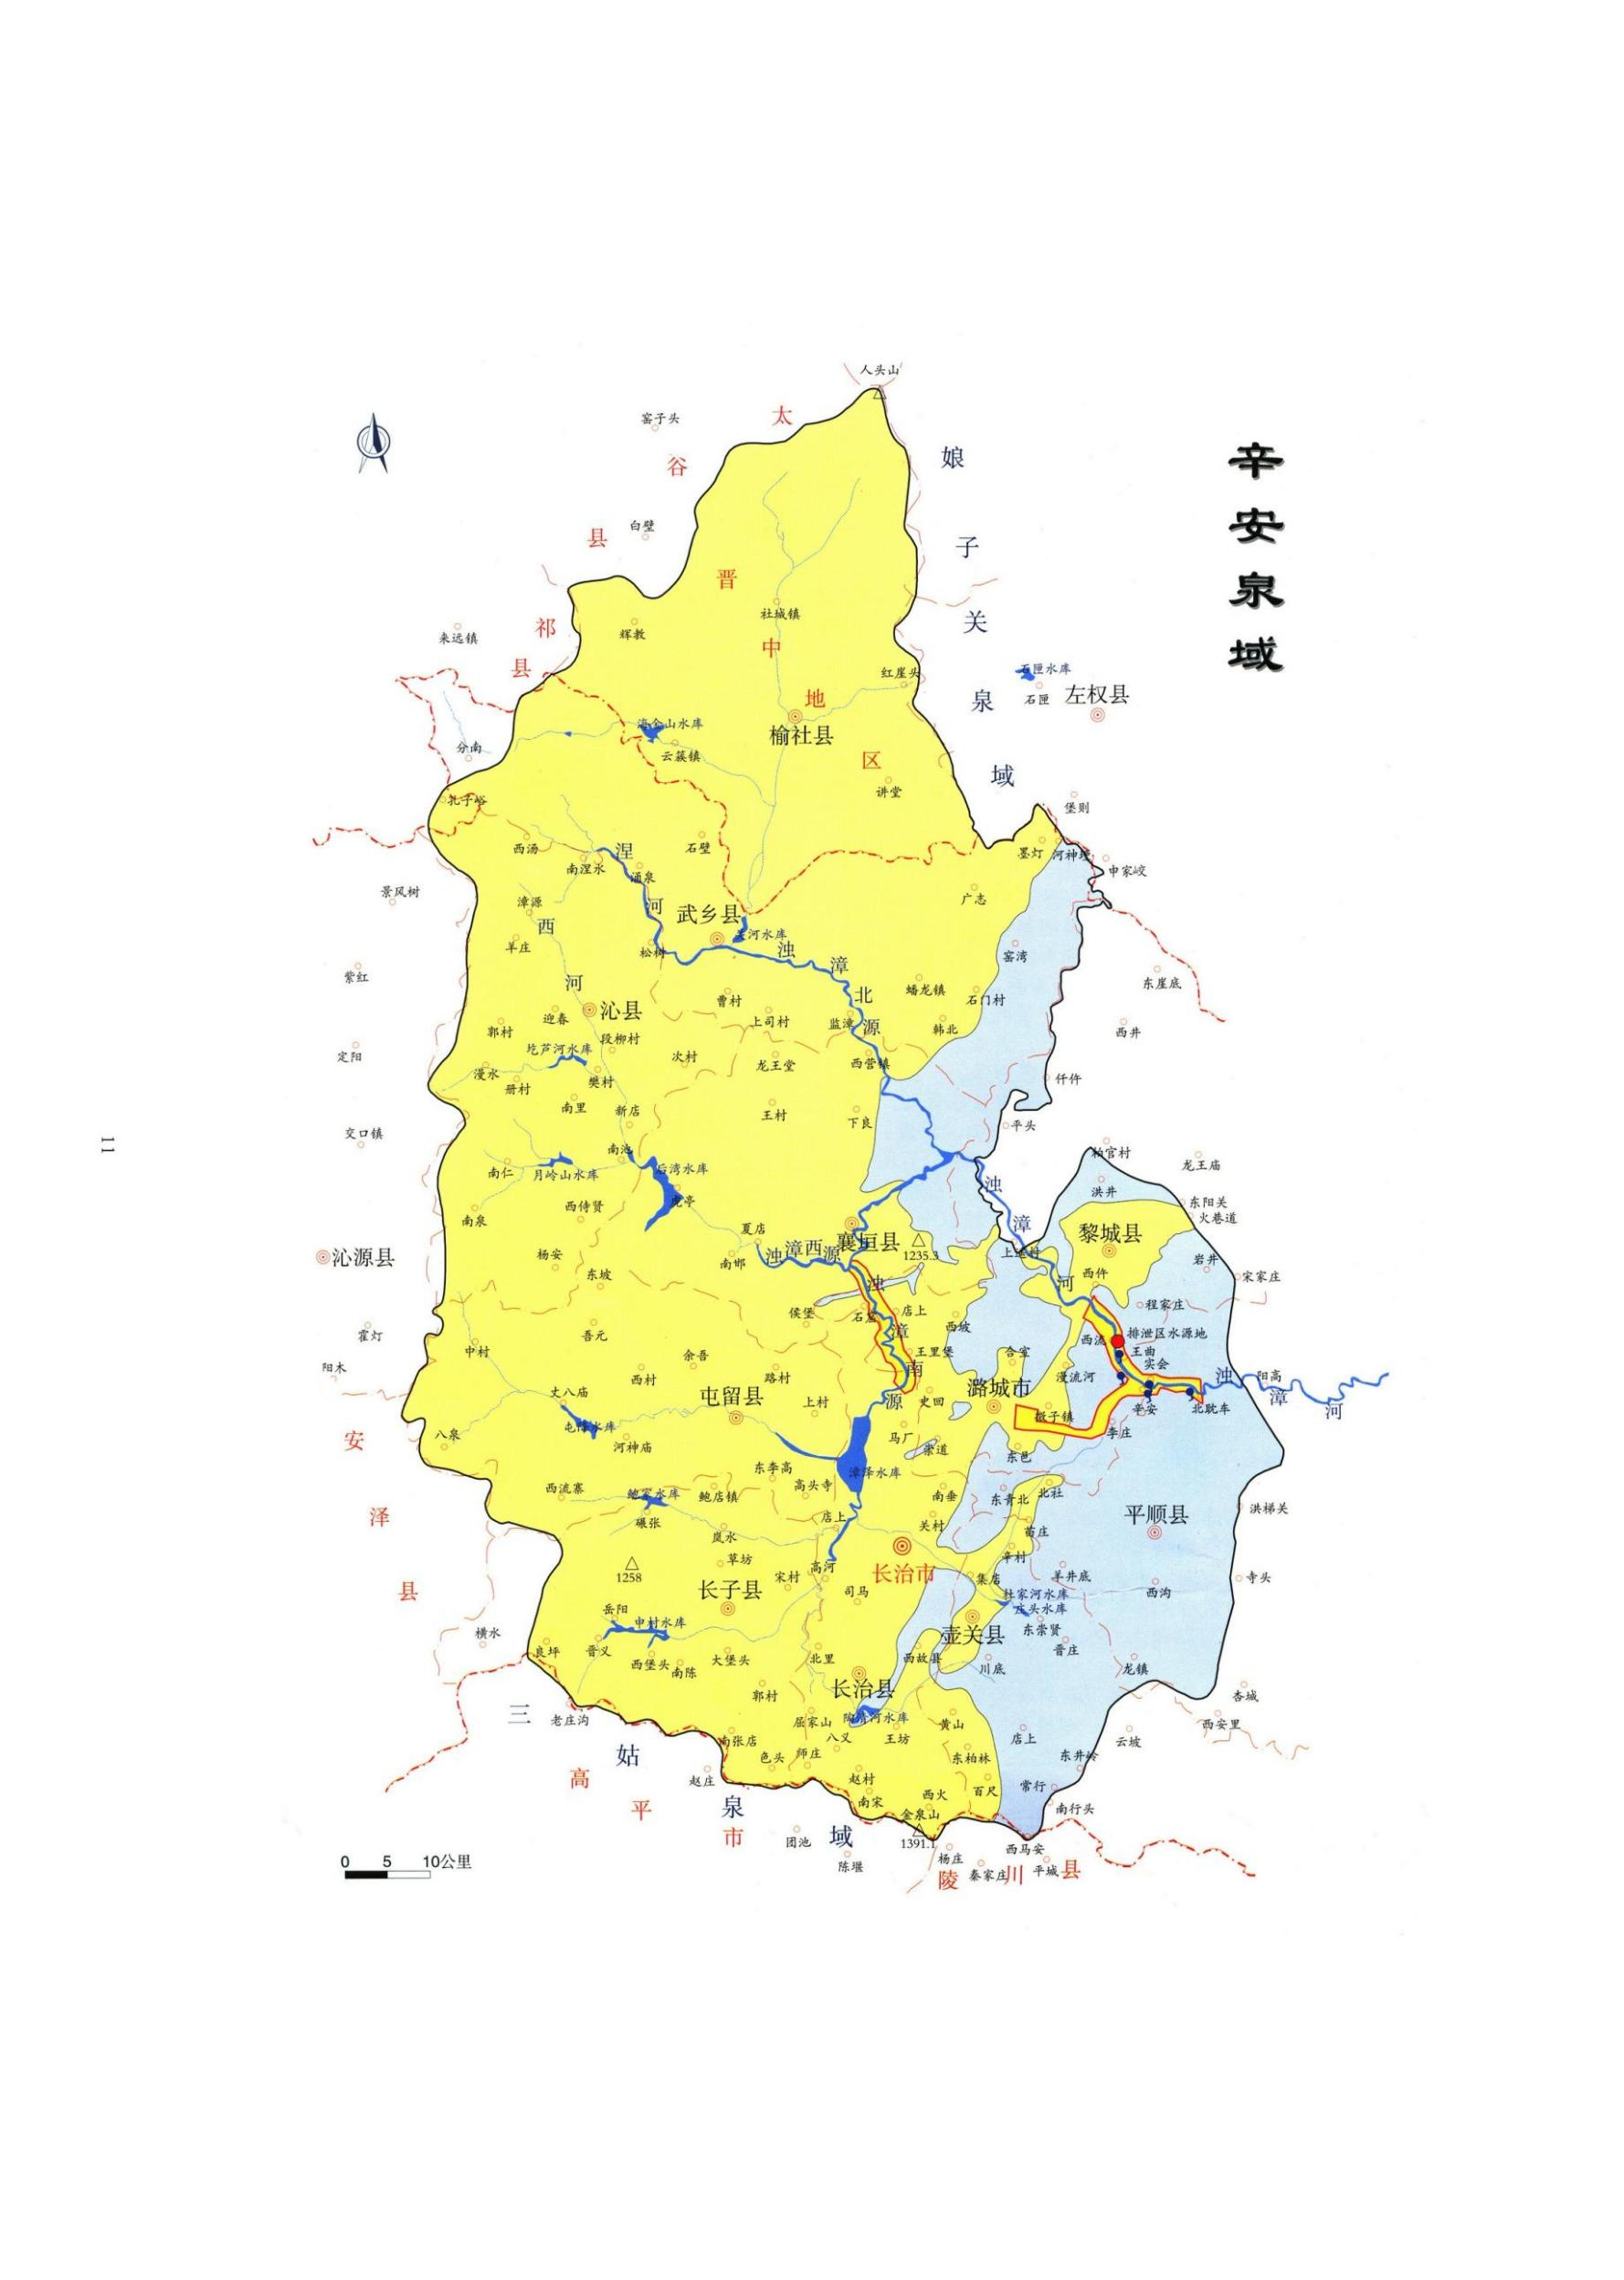 辛安泉域
人头山
窑子头
太谷县
白壁
娘子关泉域
晋中地区
祁县
来远镇
社城镇
辉教
红崖头
石匣水库
石匣
左权县
榆社县
云簇镇
分南
讲堂
堡则
西汤
石壁
南涅水
涅河
涌泉
墨灯
申家峧
景风树
漳源
西河
武乡县
广志
羊庄
松村
浊漳北源
窑湾
紫红
东崖底
蟠龙镇
石门村
曹村
沁县
迎春
郭村
上司村
监漳
韩北
西井
段柳村
圪芦河水库
定阳
次村
龙王堂
西营镇
漫水
册村
樊村
仟仵
南里
新店
王村
下良
平头
交口镇
南池
柏官村
南仁
月岭山水库
后湾水库
虎亭
龙王庙
洪井
浊漳河
东阳关
火巷道
西侍贤
南泉
夏店
黎城县
沁源县
杨安
南邯
浊漳西源
襄垣县
1235.3
岩井
宋家庄
东坡
西仵
程家庄
侯堡
店上
浊漳南源
西坡
霍灯
吾元
排泄区水源地
王曲
实会
中村
余吾
王里堡
合室
阳木
西村
路村
漫流河
阳高
浊漳河
丈八庙
屯留县
上村
史回
潞城市
微子镇
辛安
北耽车
李庄
八泉
河神庙
马厂
崇道
安泽县
东李高
高头寺
漳泽水库
东邑
西流寨
鲍家水库
鲍店镇
南垂
东青北
北社
平顺县
洪梯关
碾张
店上
关村
苗庄
岚水
1258
草坊
高河
长治市
辛村
长子县
宋村
司马
集店
羊井底
西沟
寺头
杜家河水库
庄头水库
岳阳
申村水库
壶关县
东崇贤
晋庄
横水
良坪
晋义
西堡头
南陈
大堡头
北里
西故县
川底
龙镇
长治县
郭村
杏城
三姑泉域
老庄沟
屈家山
陶清河水库
黄山
西安里
南张店
八义
王坊
店上
云坡
色头
师庄
东柏林
东井岭
高平市
赵庄
赵村
南宋
西火
百尺
常行
南行头
金泉山
1391.1
团池
陈堰
杨庄
秦家庄
西马安
平城
陵川县
0 5 10公里
11